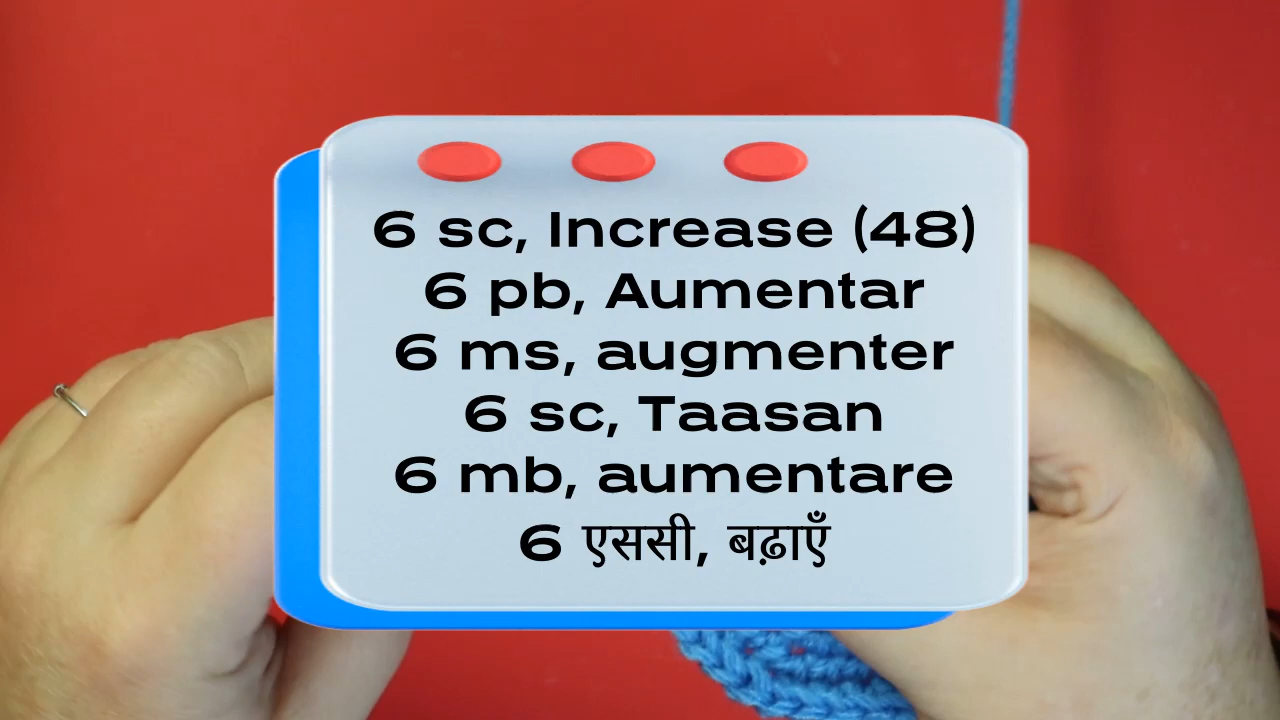 6 sc, Increase (48)
6 pb, Aumentar
6 ms, augmenter
6 sc, Taasan
6 mb, aumentare
6 एससी, बढ़ाएँ